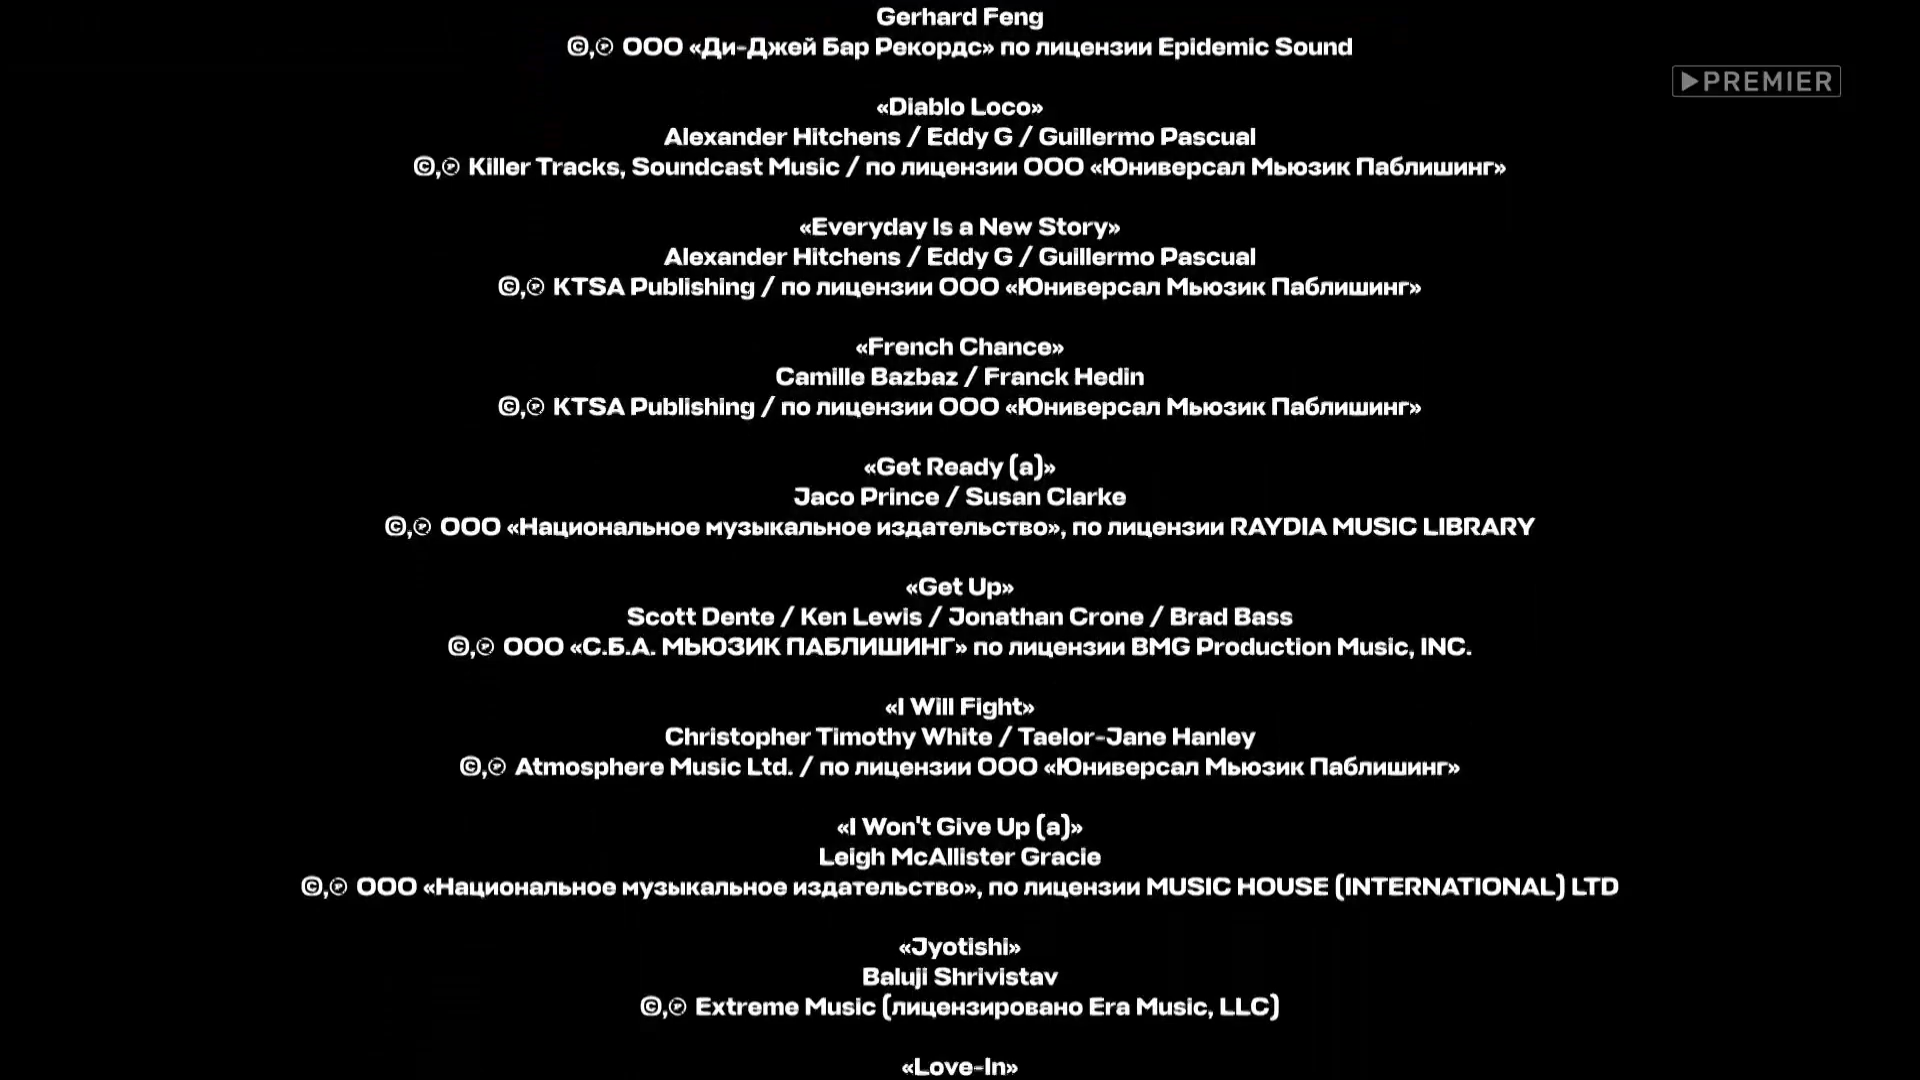 Gerhard Feng
©,℗ ООО «Ди-Джей Бар Рекордс» по лицензии Epidemic Sound
PREMIER
«Diablo Loco»
Alexander Hitchens / Eddy G / Guillermo Pascual
©,℗ Killer Tracks, Soundcast Music / по лицензии ООО «Юниверсал Мьюзик Паблишинг»
«Everyday Is a New Story»
Alexander Hitchens / Eddy G / Guillermo Pascual
©,℗ KTSA Publishing / по лицензии ООО «Юниверсал Мьюзик Паблишинг»
«French Chance»
Camille Bazbaz / Franck Hedin
©,℗ KTSA Publishing / по лицензии ООО «Юниверсал Мьюзик Паблишинг»
«Get Ready (a)»
Jaco Prince / Susan Clarke
©,℗ ООО «Национальное музыкальное издательство», по лицензии RAYDIA MUSIC LIBRARY
«Get Up»
Scott Dente / Ken Lewis / Jonathan Crone / Brad Bass
©,℗ ООО «С.Б.А. МЬЮЗИК ПАБЛИШИНГ» по лицензии BMG Production Music, INC.
«I Will Fight»
Christopher Timothy White / Taelor-Jane Hanley
©,℗ Atmosphere Music Ltd. / по лицензии ООО «Юниверсал Мьюзик Паблишинг»
«I Won't Give Up (a)»
Leigh McAllister Gracie
©,℗ ООО «Национальное музыкальное издательство», по лицензии MUSIC HOUSE (INTERNATIONAL) LTD
«Jyotishi»
Baluji Shrivistav
©,℗ Extreme Music (лицензировано Era Music, LLC)
«Love-In»